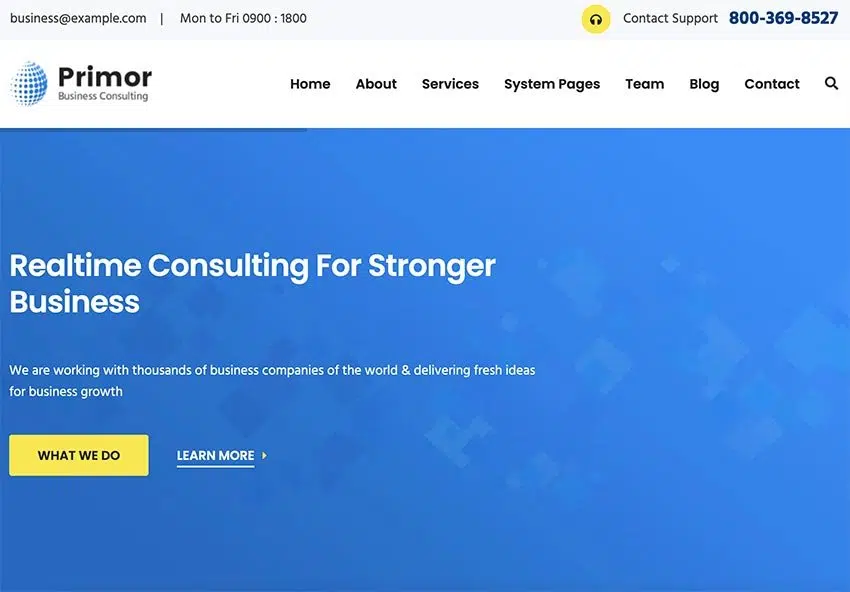 business@example.com | Mon to Fri 0900 : 1800 Contact Support 800-369-8527
Primor
Business Consulting
Home About Services System Pages Team Blog Contact
Realtime Consulting For Stronger
Business
We are working with thousands of business companies of the world & delivering fresh ideas
for business growth
WHAT WE DO LEARN MORE